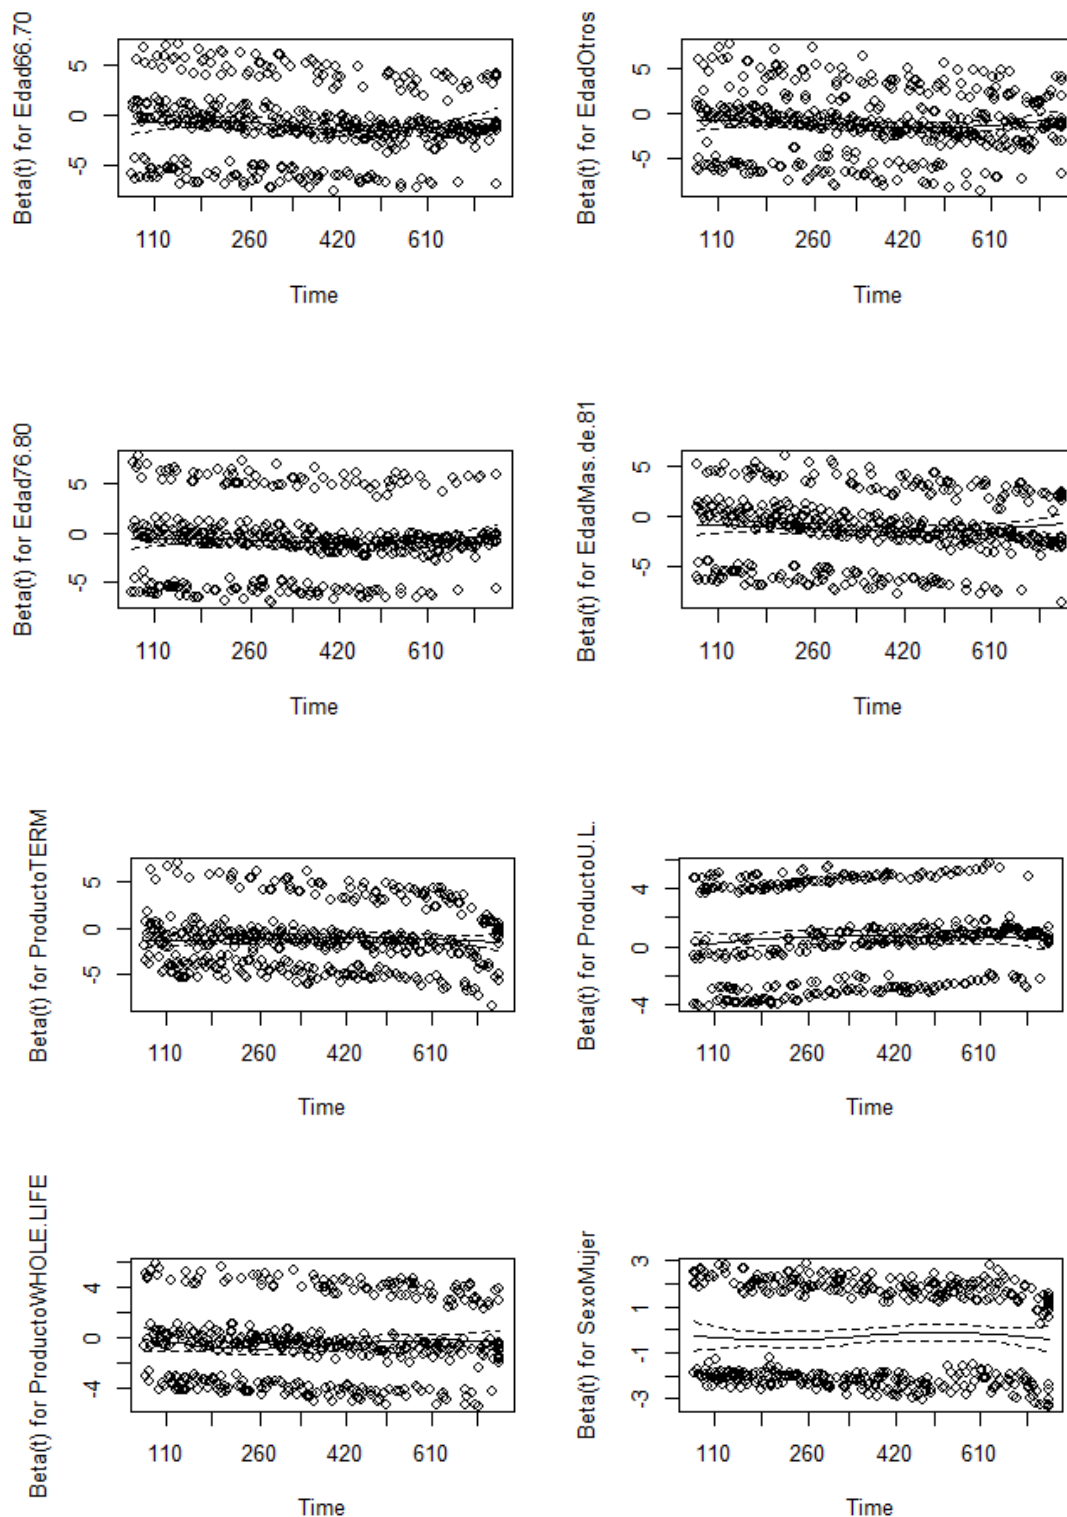 Beta(t) for Edad66.70
5
0
-5
110 260 420 610
Time
Beta(t) for EdadOtros
5
0
-5
110 260 420 610
Time
Beta(t) for Edad76.80
5
0
-5
110 260 420 610
Time
Beta(t) for EdadMas.de.81
5
0
-5
110 260 420 610
Time
Beta(t) for ProductoTERM
5
0
-5
110 260 420 610
Time
Beta(t) for ProductoU.L.
4
0
-4
110 260 420 610
Time
Beta(t) for ProductoWHOLE.LIFE
4
0
-4
110 260 420 610
Time
Beta(t) for SexoMujer
3
1
-1
-3
110 260 420 610
Time